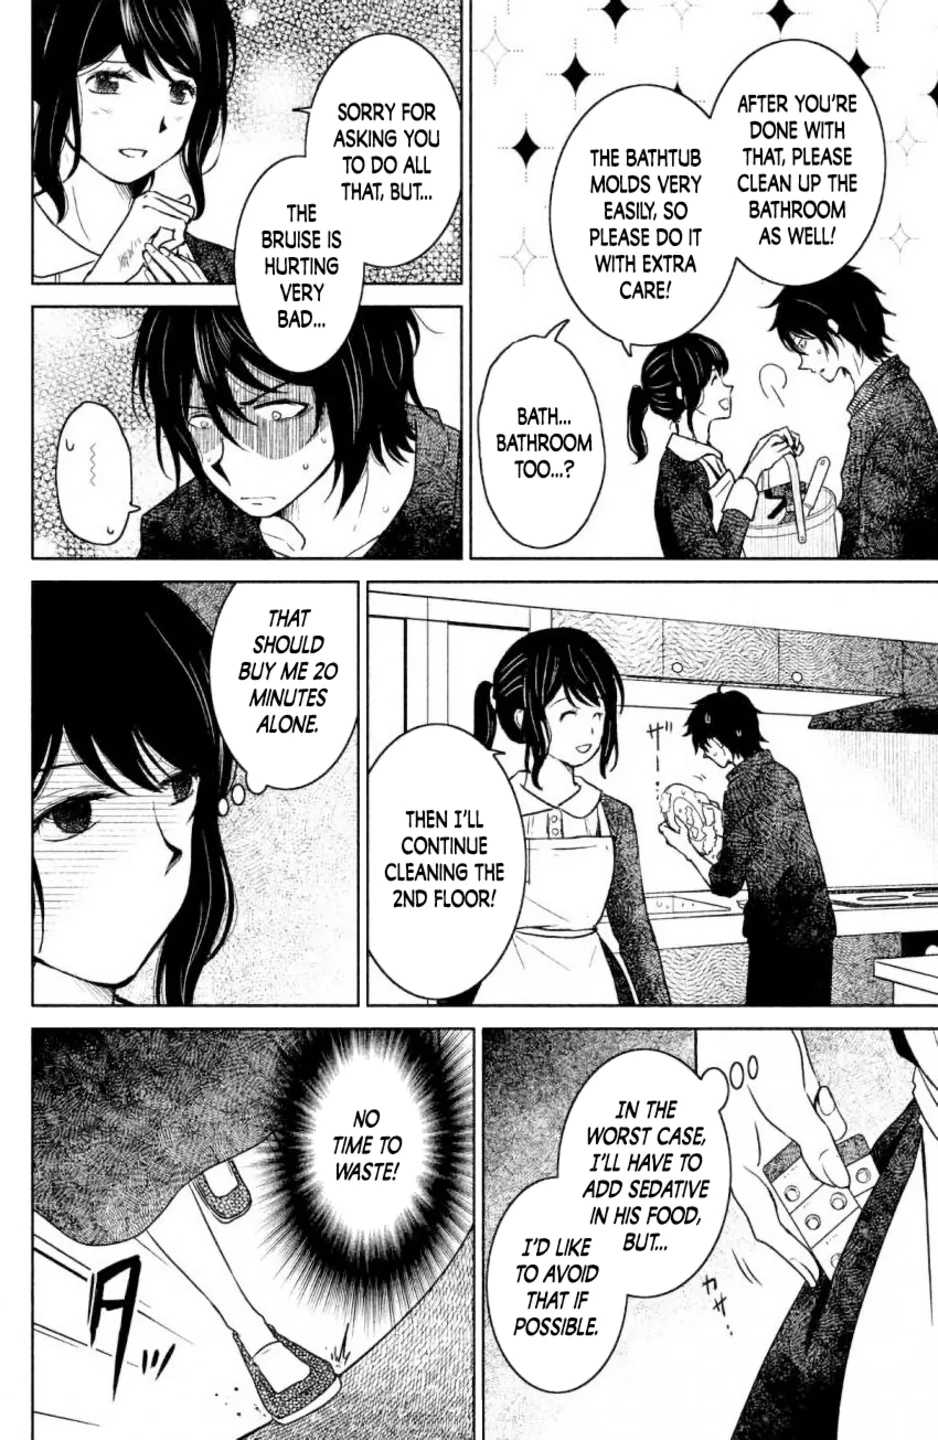 AFTER YOU'RE
DONE WITH
THAT, PLEASE
CLEAN UP THE
BATHROOM
AS WELL!
THE BATHTUB
MOLDS VERY
EASILY, SO
PLEASE DO IT
WITH EXTRA
CARE!
BATH...
BATHROOM
TOO...?
SORRY FOR
ASKING YOU
TO DO ALL
THAT, BUT...
THE
BRUISE IS
HURTING
VERY
BAD...
ザッ
THEN I'LL
CONTINUE
CLEANING THE
2ND FLOOR!
THAT
SHOULD
BUY ME 20
MINUTES
ALONE.
IN THE
WORST CASE,
I'LL HAVE TO
ADD SEDATIVE
IN HIS FOOD,
BUT...
I'D LIKE
TO AVOID
THAT IF
POSSIBLE.
カサ
NO
TIME TO
WASTE!